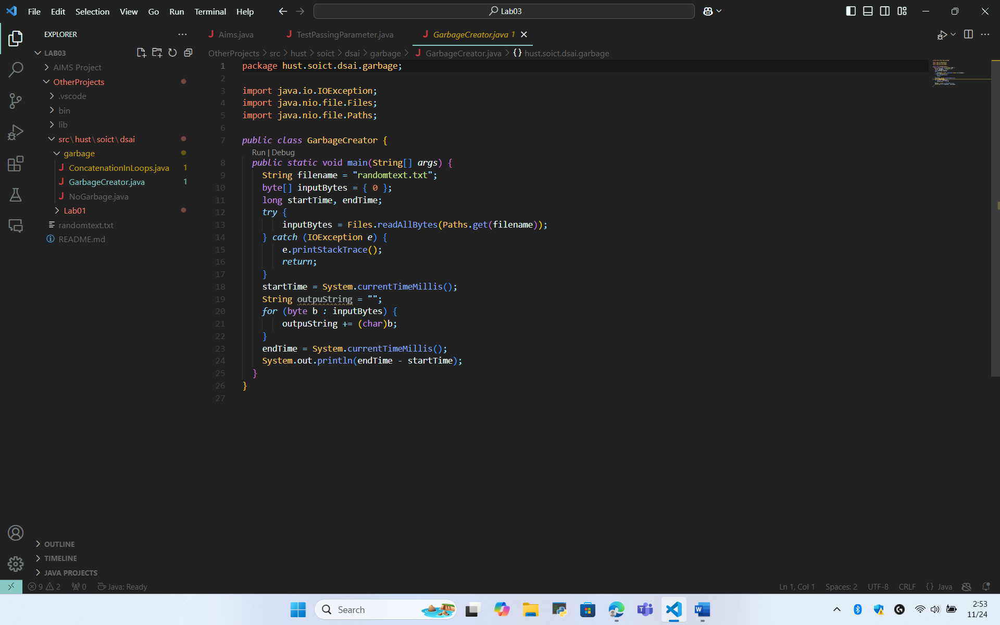 File Edit Selection View Go Run Terminal Help
Lab03
EXPLORER
LAB03
AIMS Project
OtherProjects
.vscode
bin
lib
src\hust\soict\dsai
garbage
ConcatenationInLoops.java 1
GarbageCreator.java 1
NoGarbage.java
Lab01
randomtext.txt
README.md
OUTLINE
TIMELINE
JAVA PROJECTS
Aims.java
TestPassingParameter.java
GarbageCreator.java 1
OtherProjects > src > hust > soict > dsai > garbage > GarbageCreator.java > {} hust.soict.dsai.garbage
1 package hust.soict.dsai.garbage;
2
3 import java.io.IOException;
4 import java.nio.file.Files;
5 import java.nio.file.Paths;
6
7 public class GarbageCreator {
Run | Debug
8 public static void main(String[] args) {
9 String filename = "randomtext.txt";
10 byte[] inputBytes = { 0 };
11 long startTime, endTime;
12 try {
13 inputBytes = Files.readAllBytes(Paths.get(filename));
14 } catch (IOException e) {
15 e.printStackTrace();
16 return;
17 }
18 startTime = System.currentTimeMillis();
19 String outpuString = "";
20 for (byte b : inputBytes) {
21 outpuString += (char)b;
22 }
23 endTime = System.currentTimeMillis();
24 System.out.println(endTime - startTime);
25 }
26 }
27
9 2 0 Java: Ready
Ln 1, Col 1 Spaces: 2 UTF-8 CRLF {} Java
Search
2:53
11/24